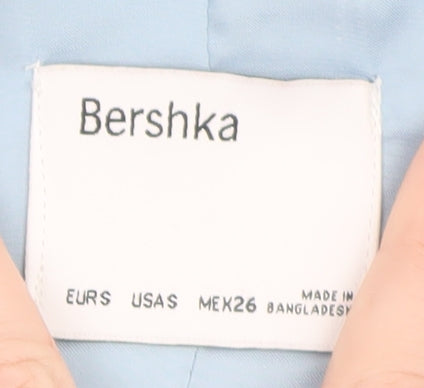 Bershka
EURS USAS MEX26 MADE IN
BANGLADESH